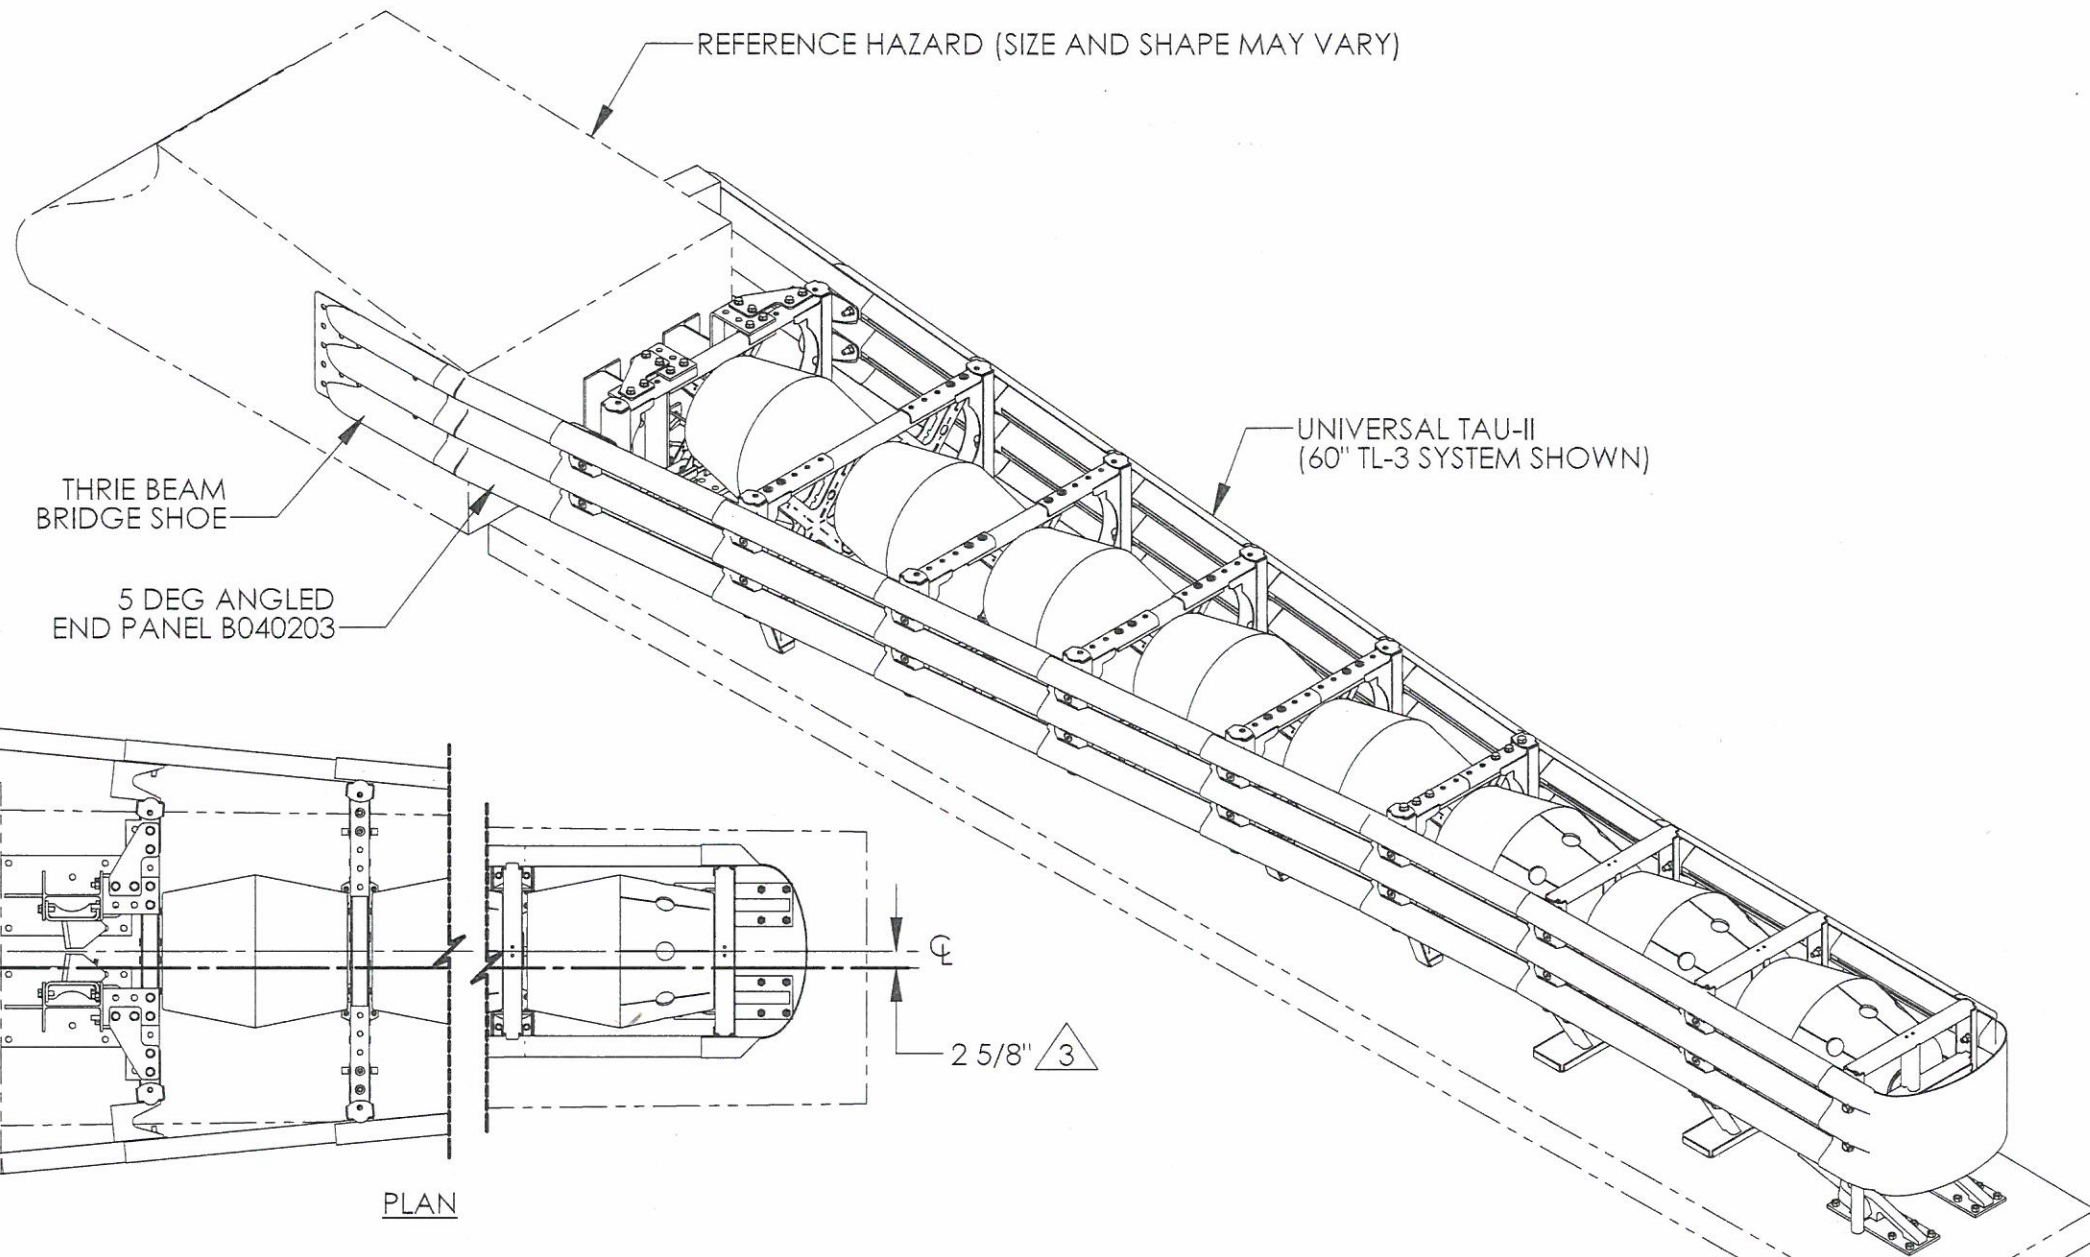 REFERENCE HAZARD (SIZE AND SHAPE MAY VARY)
UNIVERSAL TAU-II
(60" TL-3 SYSTEM SHOWN)
THRIE BEAM
BRIDGE SHOE
5 DEG ANGLED
END PANEL B040203
℄
2 5/8" 3
PLAN